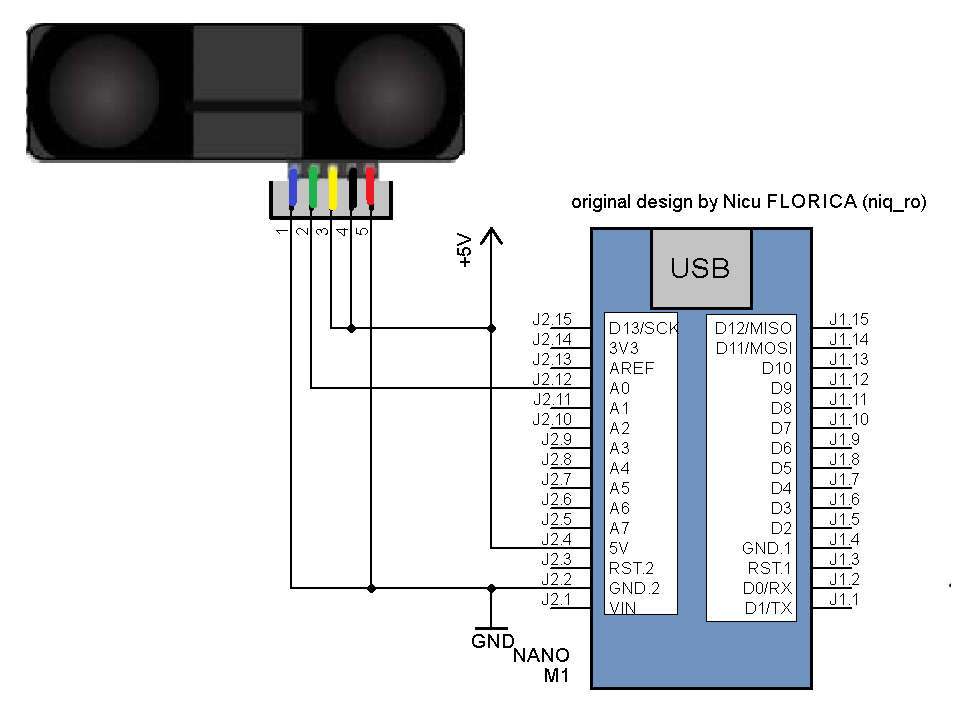 original design by Nicu FLORICA (niq_ro)
1
2
3
4
5
+5V
USB
J2.15
D13/SCK
D12/MISO
J1.15
J2.14
3V3
D11/MOSI
J1.14
J2.13
AREF
D10
J1.13
J2.12
A0
D9
J1.12
J2.11
A1
D8
J1.11
J2.10
A2
D7
J1.10
J2.9
A3
D6
J1.9
J2.8
A4
D5
J1.8
J2.7
A5
D4
J1.7
J2.6
A6
D3
J1.6
J2.5
A7
D2
J1.5
J2.4
5V
GND.1
J1.4
J2.3
RST.2
RST.1
J1.3
J2.2
GND.2
D0/RX
J1.2
J2.1
VIN
D1/TX
J1.1
GND
NANO
M1